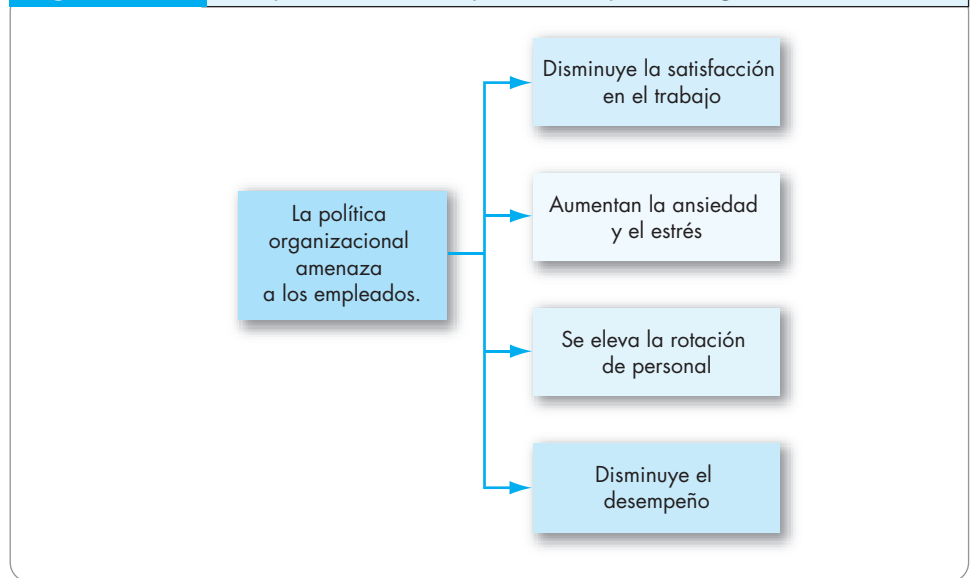 Disminuye la satisfacción
en el trabajo
La política
organizacional
amenaza
a los empleados.
Aumentan la ansiedad
y el estrés
Se eleva la rotación
de personal
Disminuye el
desempeño